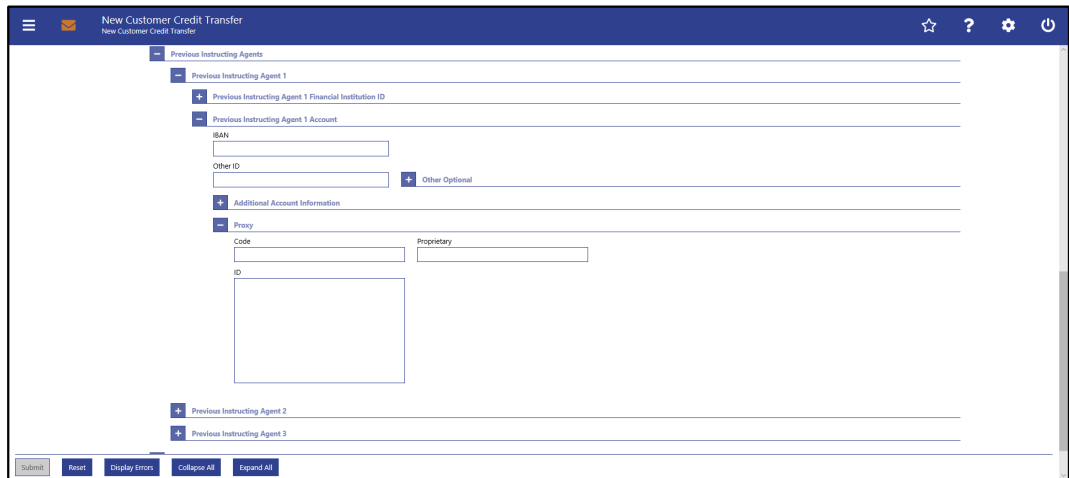 New Customer Credit Transfer
New Customer Credit Transfer
Previous Instructing Agents
Previous Instructing Agent 1
Previous Instructing Agent 1 Financial Institution ID
Previous Instructing Agent 1 Account
IBAN
Other ID
Other Optional
Additional Account Information
Proxy
Code Proprietary
ID
Previous Instructing Agent 2
Previous Instructing Agent 3
Submit Reset Display Errors Collapse All Expand All